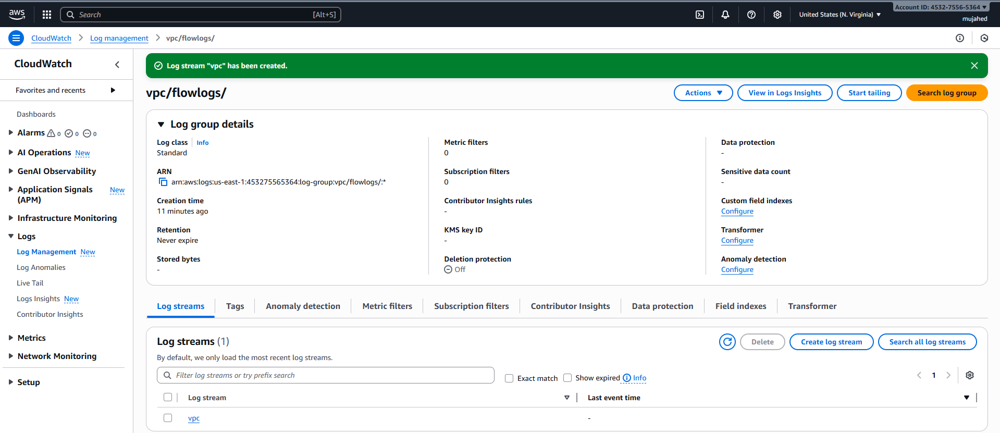 aws
Search [Alt+S]
United States (N. Virginia)
Account ID: 4532-7556-5364
mujahed
CloudWatch
Log management
vpc/flowlogs/
CloudWatch
Favorites and recents
Dashboards
Alarms 0 0 0
AI Operations New
GenAI Observability
Application Signals New
(APM)
Infrastructure Monitoring
Logs
Log Management New
Log Anomalies
Live Tail
Logs Insights New
Contributor Insights
Metrics
Network Monitoring
Setup
Log stream "vpc" has been created.
vpc/flowlogs/
Actions
View in Logs Insights
Start tailing
Search log group
Log group details
Log class Info
Standard
ARN
arn:aws:logs:us-east-1:453275565364:log-group:vpc/flowlogs/:*
Creation time
11 minutes ago
Retention
Never expire
Stored bytes
-
Metric filters
0
Subscription filters
0
Contributor Insights rules
-
KMS key ID
-
Deletion protection
Off
Data protection
-
Sensitive data count
-
Custom field indexes
Configure
Transformer
Configure
Anomaly detection
Configure
Log streams
Tags
Anomaly detection
Metric filters
Subscription filters
Contributor Insights
Data protection
Field indexes
Transformer
Log streams (1)
Delete
Create log stream
Search all log streams
By default, we only load the most recent log streams.
Filter log streams or try prefix search
Exact match
Show expired
Info
1
Log stream
Last event time
vpc
-